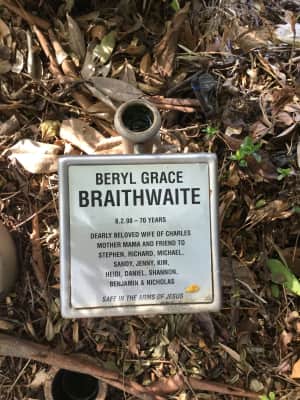 BERYL GRACE
BRAITHWAITE
8.2.98 – 70 YEARS
DEARLY BELOVED WIFE OF CHARLES
MOTHER MAMA AND FRIEND TO
STEPHEN, RICHARD, MICHAEL,
SANDY, JENNY, KIM,
HEIDI, DANIEL, SHANNON,
BENJAMIN & NICHOLAS
SAFE IN THE ARMS OF JESUS